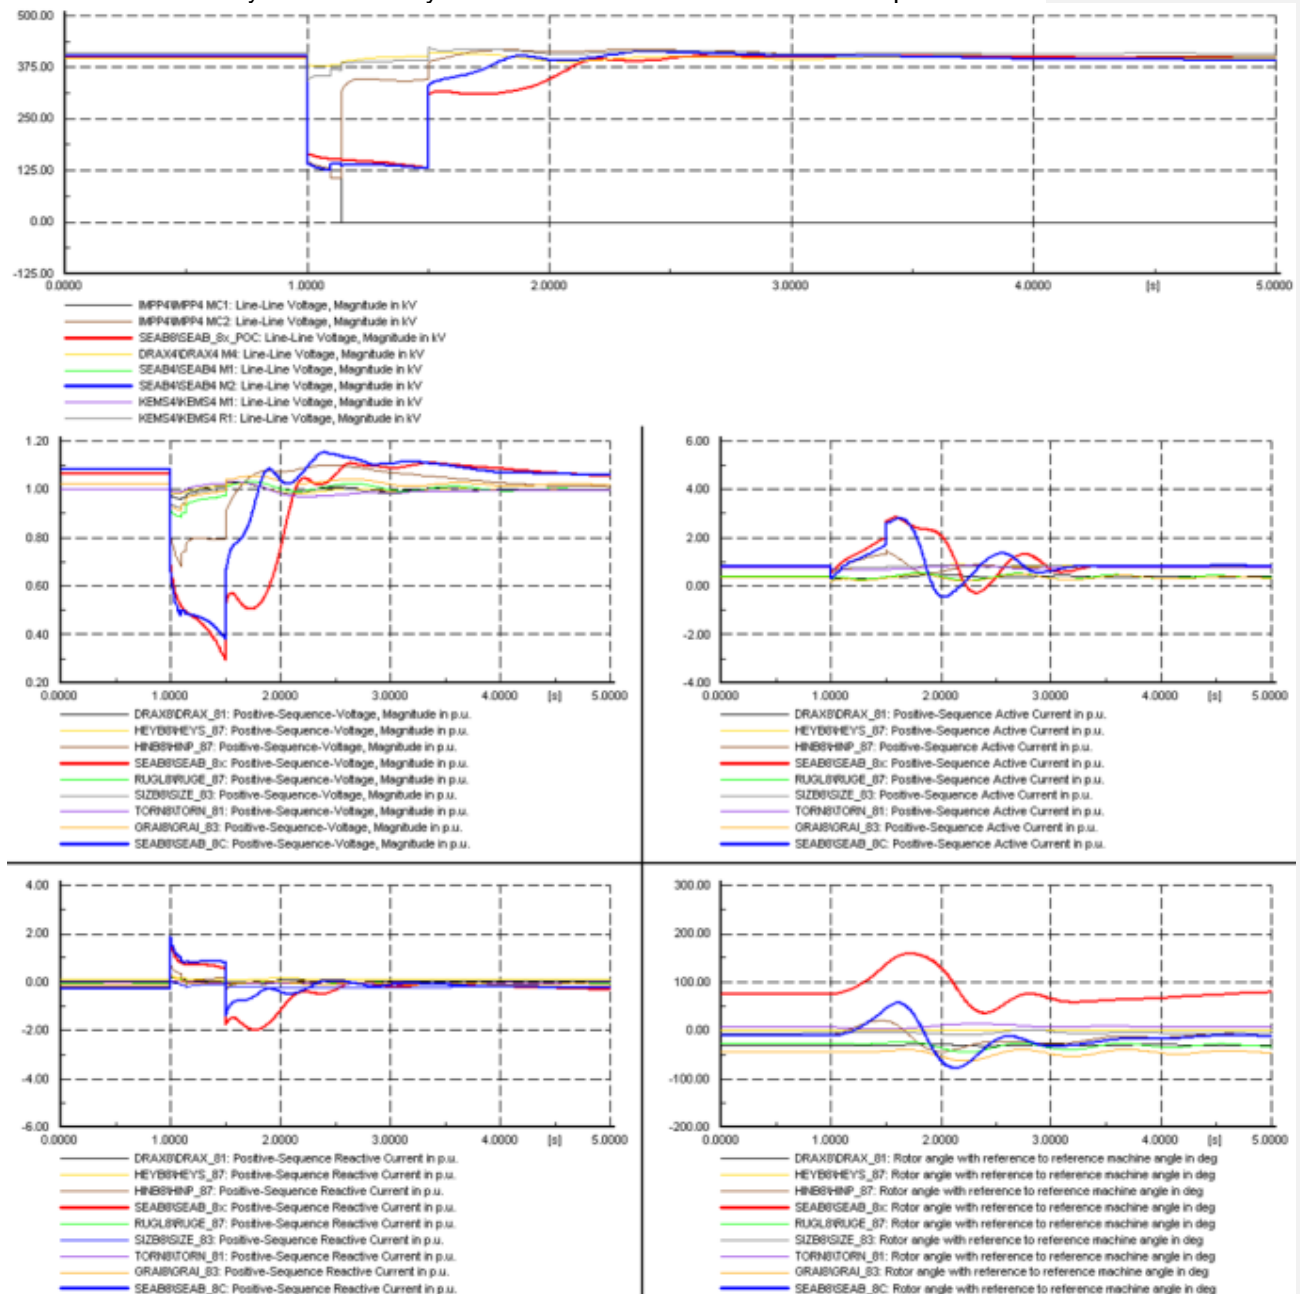 500.00
375.00
250.00
125.00
0.00
-125.00
0.0000 1.0000 2.0000 3.0000 4.0000 [s] 5.0000
IMPP4\IMPP4 MC1: Line-Line Voltage, Magnitude in kV
IMPP4\IMPP4 MC2: Line-Line Voltage, Magnitude in kV
SEAB8\SEAB_8x_POC: Line-Line Voltage, Magnitude in kV
DRAX4\DRAX4 M4: Line-Line Voltage, Magnitude in kV
SEAB4\SEAB4 M1: Line-Line Voltage, Magnitude in kV
SEAB4\SEAB4 M2: Line-Line Voltage, Magnitude in kV
KEMS4\KEMS4 M1: Line-Line Voltage, Magnitude in kV
KEMS4\KEMS4 R1: Line-Line Voltage, Magnitude in kV
1.20
1.00
0.80
0.60
0.40
0.20
0.0000 1.0000 2.0000 3.0000 4.0000 [s] 5.0000
DRAX8\DRAX_81: Positive-Sequence-Voltage, Magnitude in p.u.
HEYB8\HEYS_87: Positive-Sequence-Voltage, Magnitude in p.u.
HINB8\HINP_87: Positive-Sequence-Voltage, Magnitude in p.u.
SEAB8\SEAB_8x: Positive-Sequence-Voltage, Magnitude in p.u.
RUGL8\RUGE_87: Positive-Sequence-Voltage, Magnitude in p.u.
SIZB8\SIZE_83: Positive-Sequence-Voltage, Magnitude in p.u.
TORN8\TORN_81: Positive-Sequence-Voltage, Magnitude in p.u.
GRAI8\GRAI_83: Positive-Sequence-Voltage, Magnitude in p.u.
SEAB8\SEAB_8C: Positive-Sequence-Voltage, Magnitude in p.u.
6.00
4.00
2.00
0.00
-2.00
-4.00
0.0000 1.0000 2.0000 3.0000 4.0000 [s] 5.0000
DRAX8\DRAX_81: Positive-Sequence Active Current in p.u.
HEYB8\HEYS_87: Positive-Sequence Active Current in p.u.
HINB8\HINP_87: Positive-Sequence Active Current in p.u.
SEAB8\SEAB_8x: Positive-Sequence Active Current in p.u.
RUGL8\RUGE_87: Positive-Sequence Active Current in p.u.
SIZB8\SIZE_83: Positive-Sequence Active Current in p.u.
TORN8\TORN_81: Positive-Sequence Active Current in p.u.
GRAI8\GRAI_83: Positive-Sequence Active Current in p.u.
SEAB8\SEAB_8C: Positive-Sequence Active Current in p.u.
4.00
2.00
0.00
-2.00
-4.00
-6.00
0.0000 1.0000 2.0000 3.0000 4.0000 [s] 5.0000
DRAX8\DRAX_81: Positive-Sequence Reactive Current in p.u.
HEYB8\HEYS_87: Positive-Sequence Reactive Current in p.u.
HINB8\HINP_87: Positive-Sequence Reactive Current in p.u.
SEAB8\SEAB_8x: Positive-Sequence Reactive Current in p.u.
RUGL8\RUGE_87: Positive-Sequence Reactive Current in p.u.
SIZB8\SIZE_83: Positive-Sequence Reactive Current in p.u.
TORN8\TORN_81: Positive-Sequence Reactive Current in p.u.
GRAI8\GRAI_83: Positive-Sequence Reactive Current in p.u.
SEAB8\SEAB_8C: Positive-Sequence Reactive Current in p.u.
300.00
200.00
100.00
0.00
-100.00
-200.00
0.0000 1.0000 2.0000 3.0000 4.0000 [s] 5.0000
DRAX8\DRAX_81: Rotor angle with reference to reference machine angle in deg
HEYB8\HEYS_87: Rotor angle with reference to reference machine angle in deg
HINB8\HINP_87: Rotor angle with reference to reference machine angle in deg
SEAB8\SEAB_8x: Rotor angle with reference to reference machine angle in deg
RUGL8\RUGE_87: Rotor angle with reference to reference machine angle in deg
SIZB8\SIZE_83: Rotor angle with reference to reference machine angle in deg
TORN8\TORN_81: Rotor angle with reference to reference machine angle in deg
GRAI8\GRAI_83: Rotor angle with reference to reference machine angle in deg
SEAB8\SEAB_8C: Rotor angle with reference to reference machine angle in deg